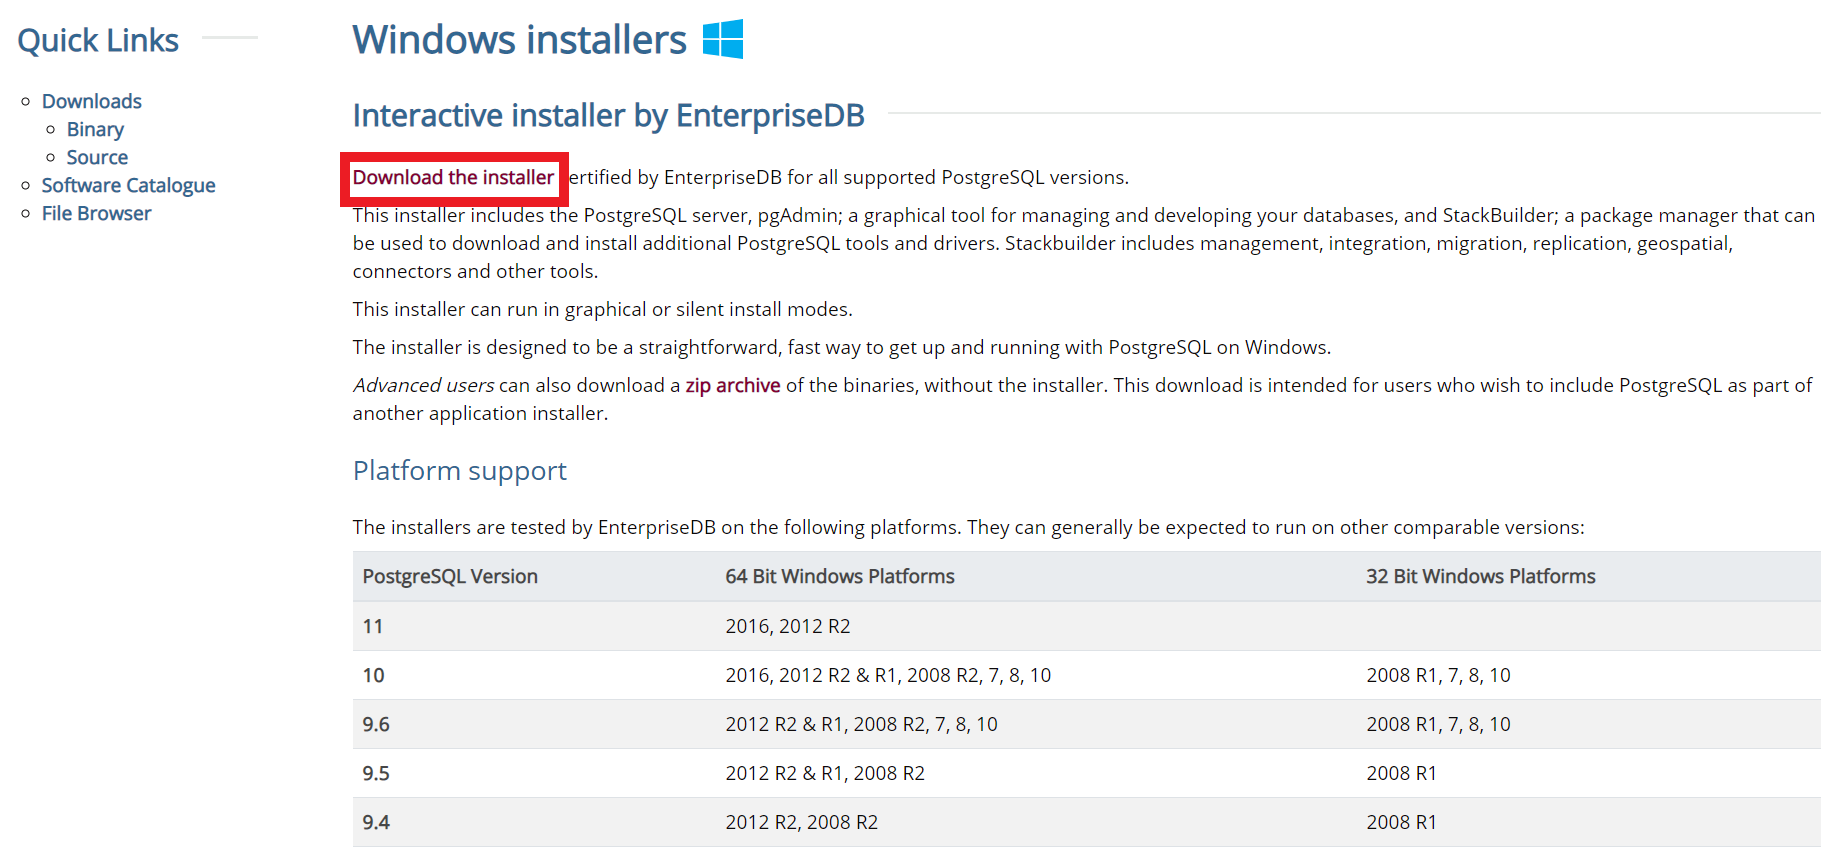 Quick Links
Downloads
Binary
Source
Software Catalogue
File Browser
Windows installers
Interactive installer by EnterpriseDB
Download the installer ertified by EnterpriseDB for all supported PostgreSQL versions.
This installer includes the PostgreSQL server, pgAdmin; a graphical tool for managing and developing your databases, and StackBuilder; a package manager that can
be used to download and install additional PostgreSQL tools and drivers. Stackbuilder includes management, integration, migration, replication, geospatial,
connectors and other tools.
This installer can run in graphical or silent install modes.
The installer is designed to be a straightforward, fast way to get up and running with PostgreSQL on Windows.
Advanced users can also download a zip archive of the binaries, without the installer. This download is intended for users who wish to include PostgreSQL as part of
another application installer.
Platform support
The installers are tested by EnterpriseDB on the following platforms. They can generally be expected to run on other comparable versions:
PostgreSQL Version 64 Bit Windows Platforms 32 Bit Windows Platforms
11 2016, 2012 R2
10 2016, 2012 R2 & R1, 2008 R2, 7, 8, 10 2008 R1, 7, 8, 10
9.6 2012 R2 & R1, 2008 R2, 7, 8, 10 2008 R1, 7, 8, 10
9.5 2012 R2 & R1, 2008 R2 2008 R1
9.4 2012 R2, 2008 R2 2008 R1